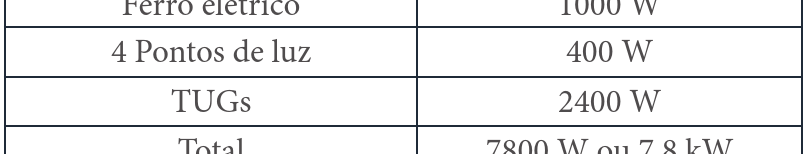 Ferro elétrico 1000 W
4 Pontos de luz 400 W
TUGs 2400 W
Total 7800 W ou 7,8 kW